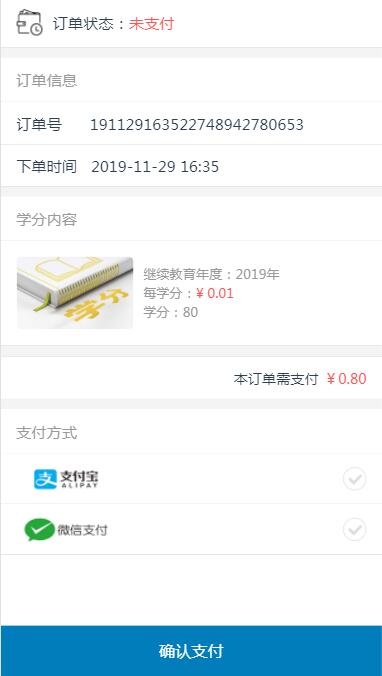 订单状态：未支付
订单信息
订单号 191129163522748942780653
下单时间 2019-11-29 16:35
学分内容
学分
继续教育年度：2019年
每学分：¥ 0.01
学分：80
本订单需支付 ¥ 0.80
支付方式
支付宝
ALIPAY
微信支付
确认支付